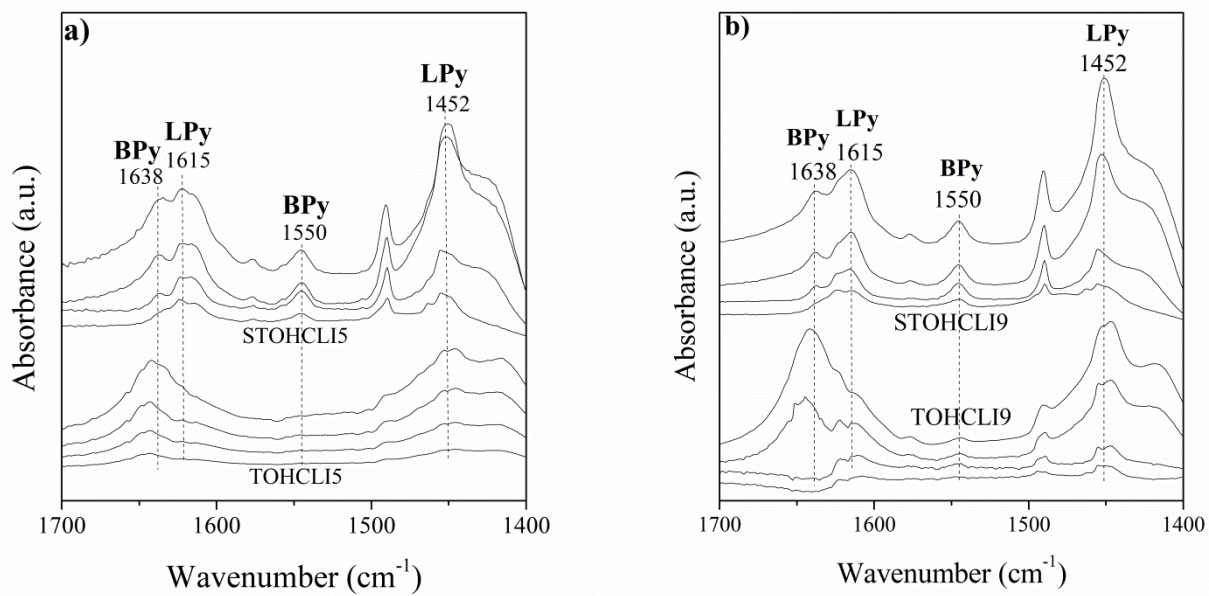 a)
LPy
1452
LPy
BPy
1615
1638
BPy
1550
STOHCLI5
TOHCLI5
Absorbance (a.u.)
1700
1600
1500
1400
Wavenumber (cm⁻¹)
b)
LPy
1452
LPy
BPy
1615
1638
BPy
1550
STOHCLI9
TOHCLI9
Absorbance (a.u.)
1700
1600
1500
1400
Wavenumber (cm⁻¹)